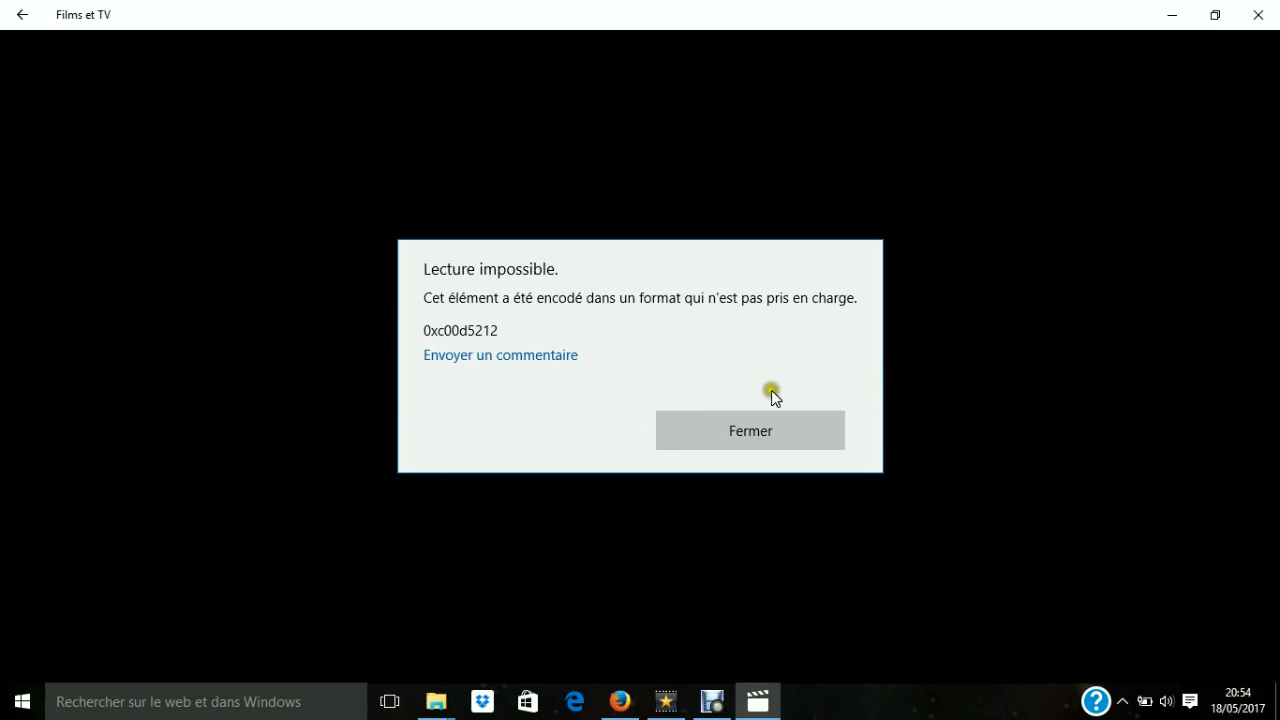 Films et TV
Lecture impossible.
Cet élément a été encodé dans un format qui n'est pas pris en charge.
0xc00d5212
Envoyer un commentaire
Fermer
Rechercher sur le web et dans Windows
20:54
18/05/2017